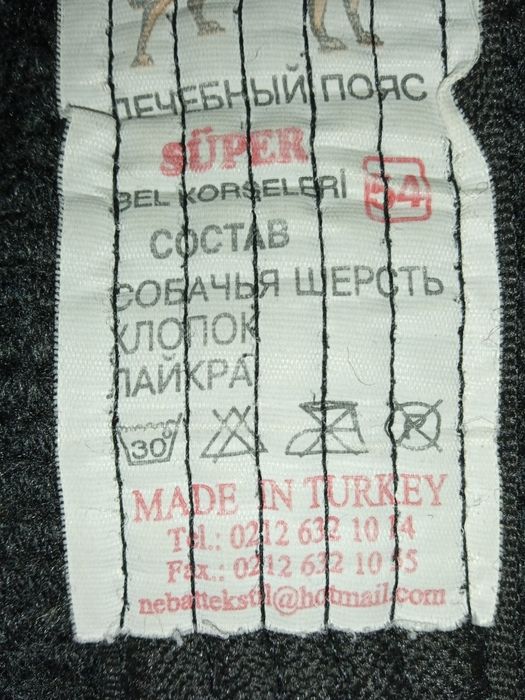 ЛЕЧЕБНЫЙ ПОЯС
SÜPER
BEL KORSELERİ 54
СОСТАВ
СОБАЧЬЯ ШЕРСТЬ
ХЛОПОК
ЛАЙКРА
30°
P
MADE IN TURKEY
Tel.: 0212 632 10 14
Fax.: 0212 632 10 55
nebattekstil@hotmail.com